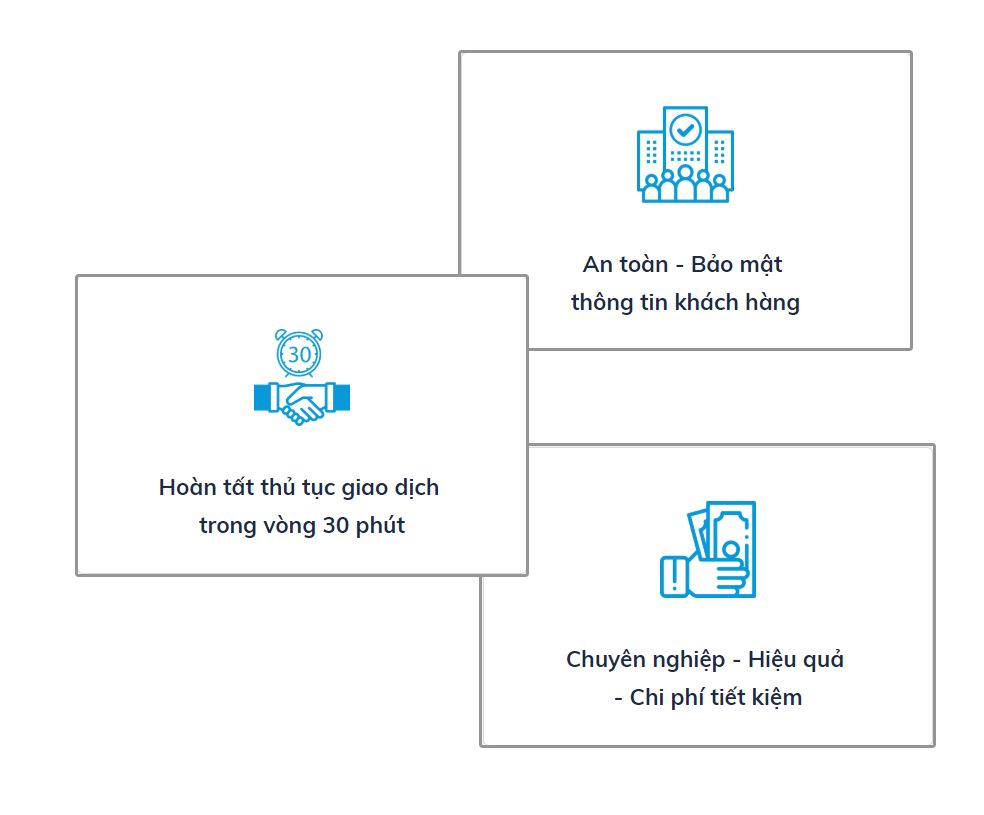 An toàn - Bảo mật
thông tin khách hàng
30
Hoàn tất thủ tục giao dịch
trong vòng 30 phút
Chuyên nghiệp - Hiệu quả
- Chi phí tiết kiệm